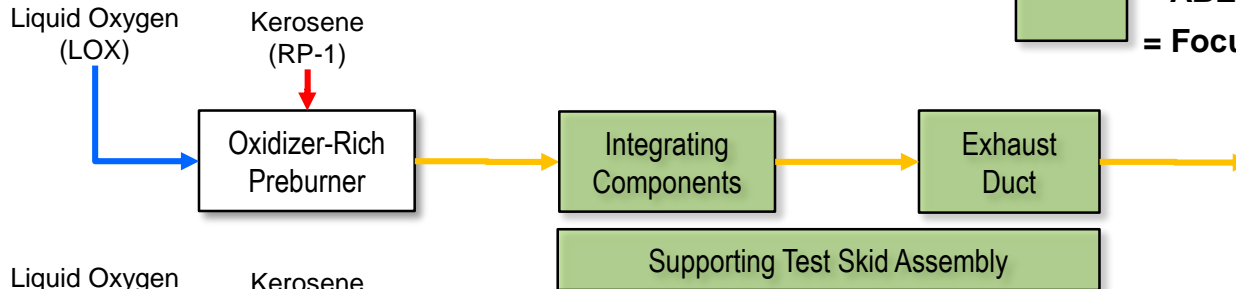 Liquid Oxygen
(LOX)
Kerosene
(RP-1)
= Focu
Oxidizer-Rich
Preburner
Integrating
Components
Exhaust
Duct
Supporting Test Skid Assembly
Liquid Oxygen
Kerosene